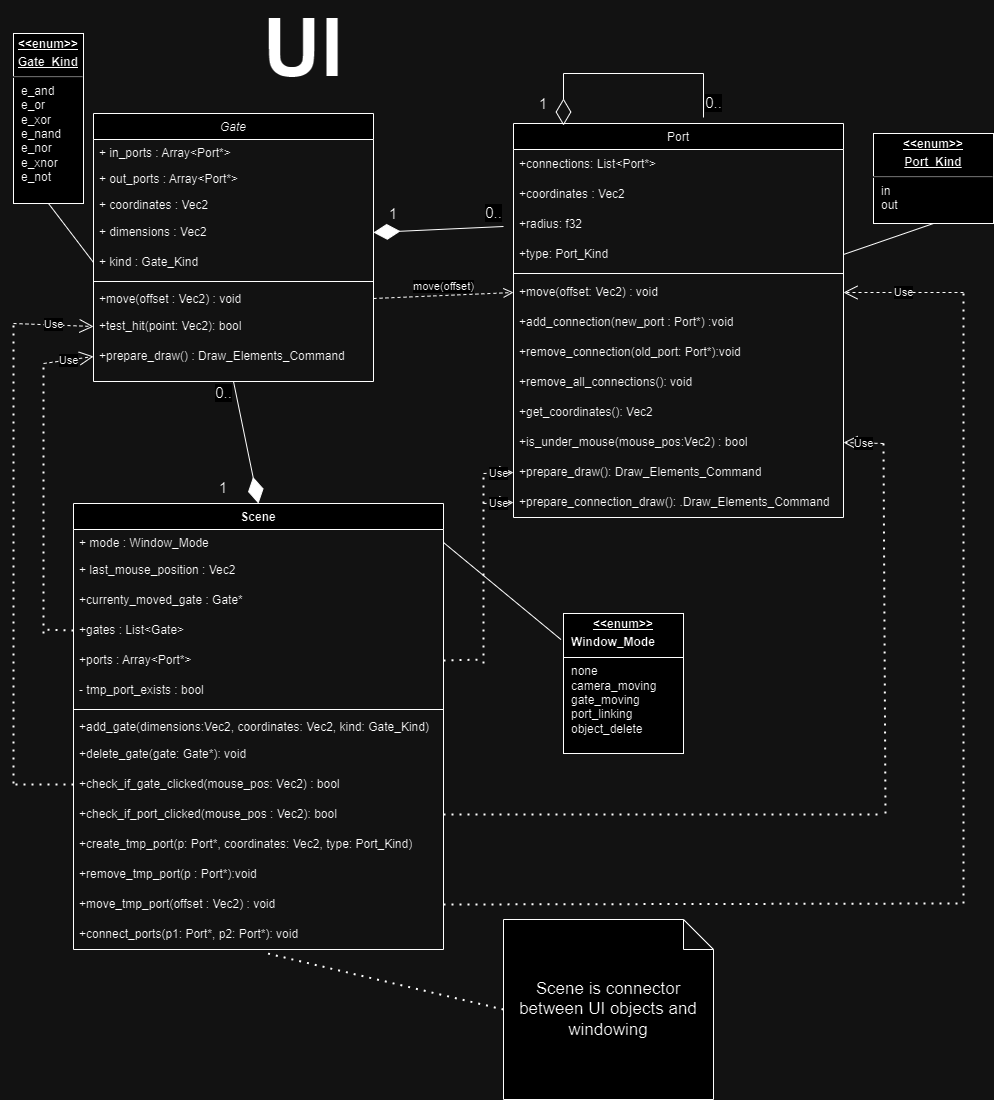 UI
<<enum>>
Gate_Kind
e_and
e_or
e_xor
e_nand
e_nor
e_xnor
e_not
Gate
+ in_ports : Array<Port*>
+ out_ports : Array<Port*>
+ coordinates : Vec2
+ dimensions : Vec2
+ kind : Gate_Kind
+move(offset : Vec2) : void
+test_hit(point: Vec2): bool
+prepare_draw() : Draw_Elements_Command
Use
Use
1
0..
move(offset)
1
0..
Port
+connections: List<Port*>
+coordinates : Vec2
+radius: f32
+type: Port_Kind
+move(offset: Vec2) : void
+add_connection(new_port : Port*) :void
+remove_connection(old_port: Port*):void
+remove_all_connections(): void
+get_coordinates(): Vec2
+is_under_mouse(mouse_pos:Vec2) : bool
+prepare_draw(): Draw_Elements_Command
+prepare_connection_draw(): .Draw_Elements_Command
<<enum>>
Port_Kind
in
out
Use
Use
Use
Use
0..
1
Scene
+ mode : Window_Mode
+ last_mouse_position : Vec2
+currenty_moved_gate : Gate*
+gates : List<Gate>
+ports : Array<Port*>
- tmp_port_exists : bool
+add_gate(dimensions:Vec2, coordinates: Vec2, kind: Gate_Kind)
+delete_gate(gate: Gate*): void
+check_if_gate_clicked(mouse_pos: Vec2) : bool
+check_if_port_clicked(mouse_pos : Vec2): bool
+create_tmp_port(p: Port*, coordinates: Vec2, type: Port_Kind)
+remove_tmp_port(p : Port*):void
+move_tmp_port(offset : Vec2) : void
+connect_ports(p1: Port*, p2: Port*): void
<<enum>>
Window_Mode
none
camera_moving
gate_moving
port_linking
object_delete
Scene is connector
between UI objects and
windowing